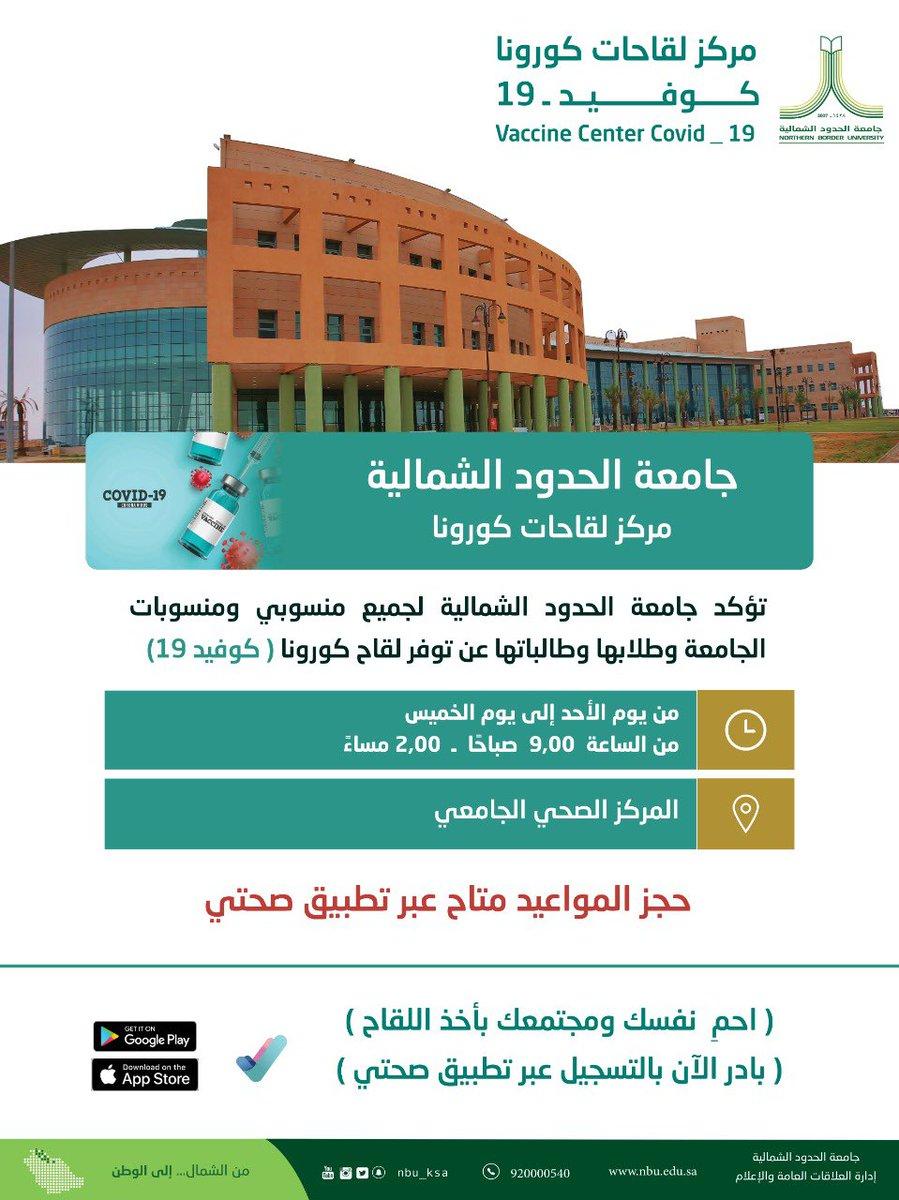 مركز لقاحات كورونا
كوفيد - 19
Vaccine Center Covid _ 19
2007 - ١٤٢٨
جامعة الحدود الشمالية
NORTHERN BORDER UNIVERSITY
جامعة الحدود الشمالية
مركز لقاحات كورونا
COVID-19
VACCINE
تؤكد جامعة الحدود الشمالية لجميع منسوبي ومنسوبات
الجامعة وطلابها وطالباتها عن توفر لقاح كورونا ( كوفيد 19)
من يوم الأحد إلى يوم الخميس
من الساعة 9,00 صباحًا - 2,00 مساءً
المركز الصحي الجامعي
حجز المواعيد متاح عبر تطبيق صحتي
( احمِ نفسك ومجتمعك بأخذ اللقاح )
( بادر الآن بالتسجيل عبر تطبيق صحتي )
GET IT ON
Google Play
Download on the
App Store
جامعة الحدود الشمالية
إدارة العلاقات العامة والإعلام
www.nbu.edu.sa
920000540
nbu_ksa
من الشمال... إلى الوطن